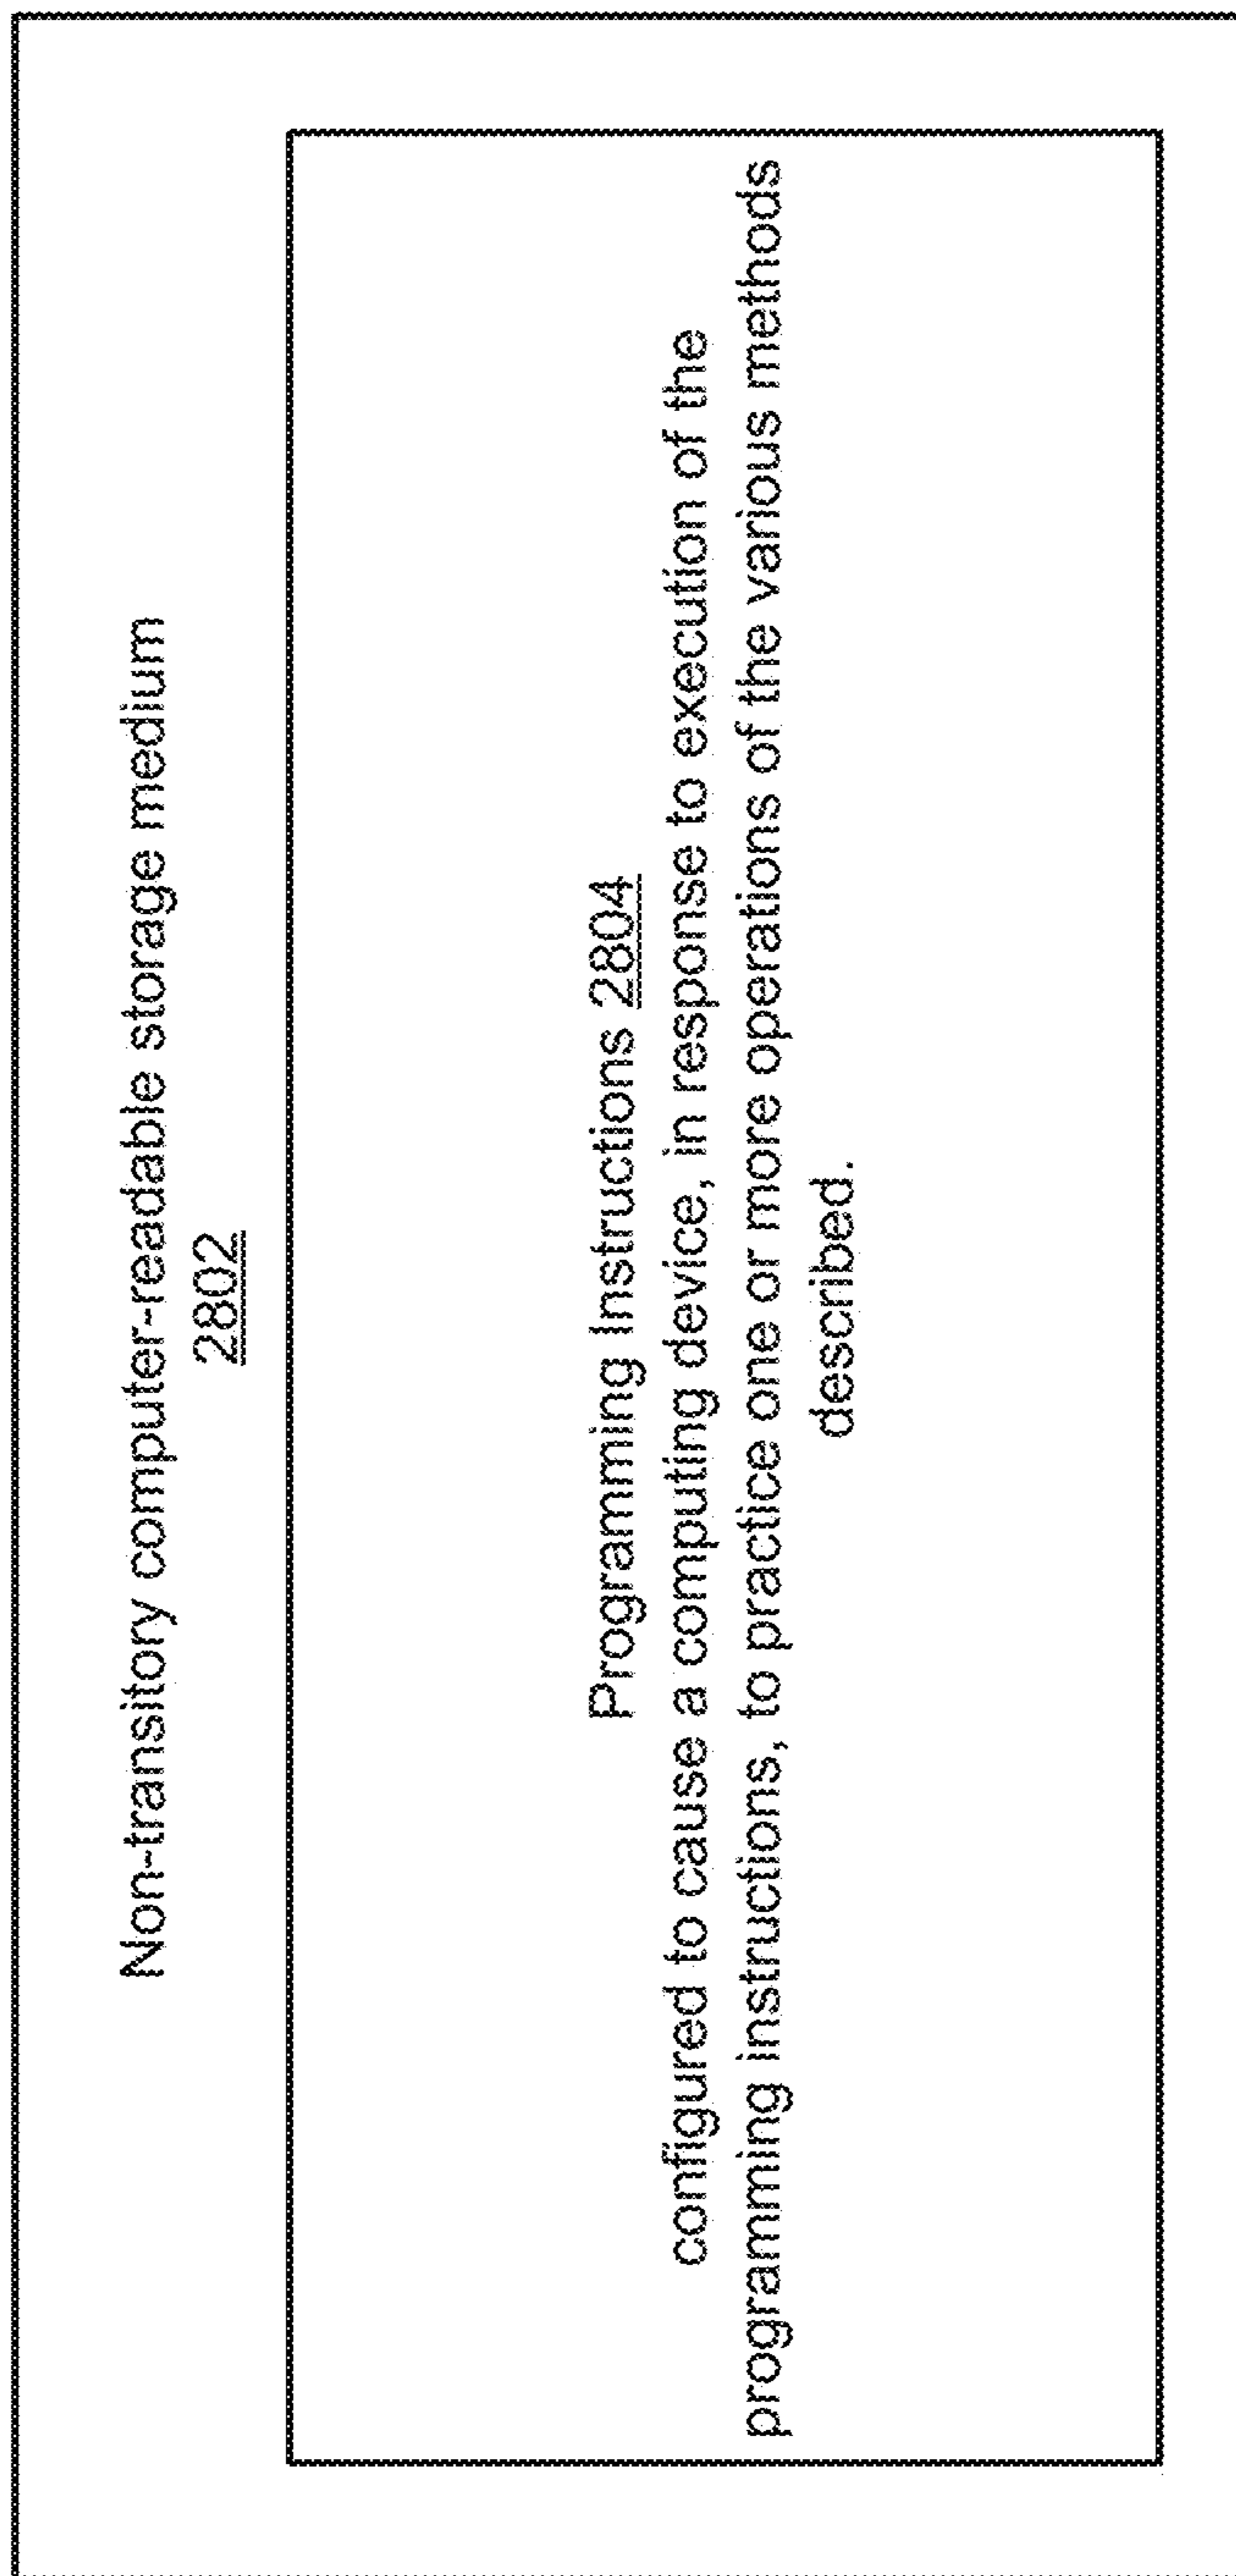 Non-transitory computer-readable storage medium
2802
Programming Instructions 2804
configured to cause a computing device, in response to execution of the
programming instructions, to practice one or more operations of the various methods
described.